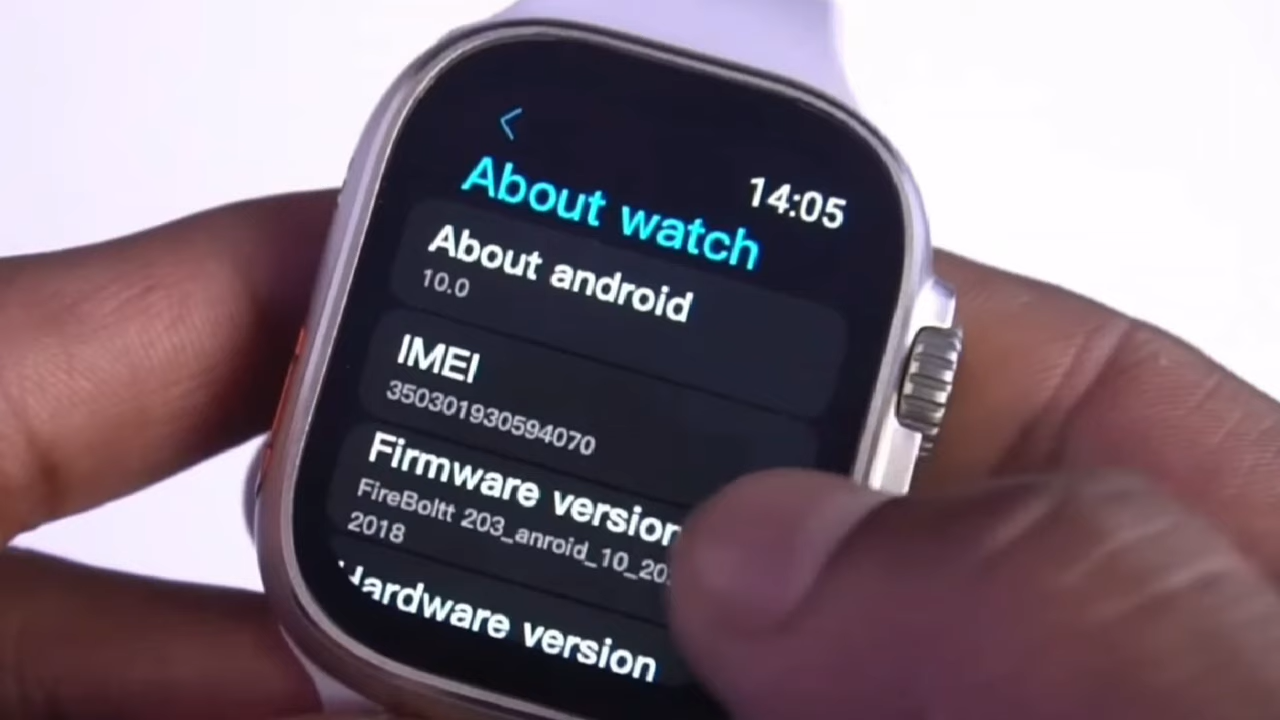 14:05
About watch
About android
10.0
IMEI
350301930594070
Firmware version
FireBoltt 203_anroid_10_20
2018
Hardware version